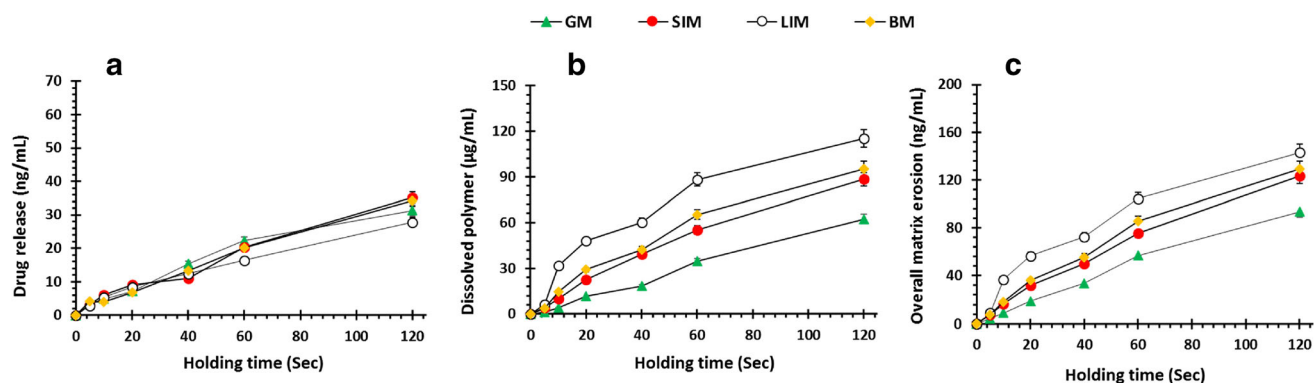 GM SIM LIM BM
a
Drug release (ng/mL)
70
60
50
40
30
20
10
0
0 20 40 60 80 100 120
Holding time (Sec)
b
Dissolved polymer (µg/mL)
150
120
90
60
30
0
0 20 40 60 80 100 120
Holding time (Sec)
c
Overall matrix erosion (ng/mL)
200
160
120
80
40
0
0 20 40 60 80 100 120
Holding time (Sec)